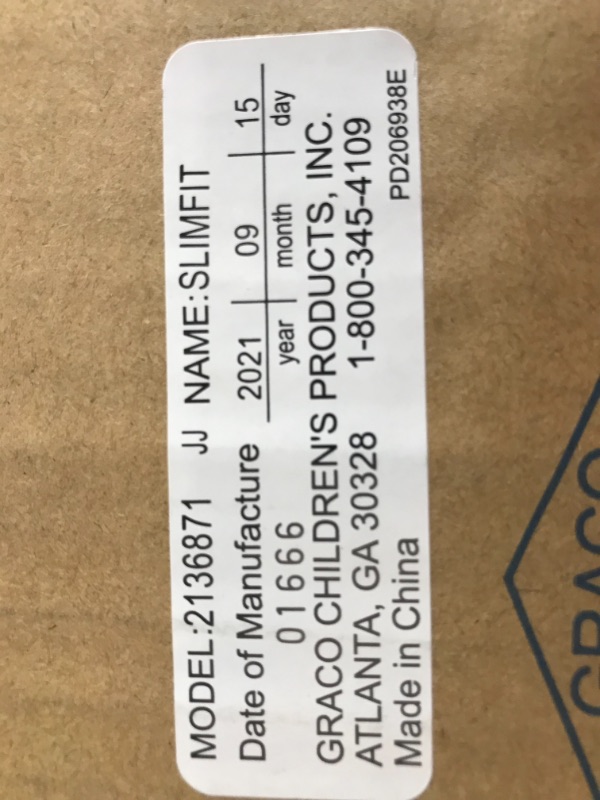 MODEL:2136871 JJ NAME:SLIMFIT
Date of Manufacture 2021 09 15
01666 year month day
GRACO CHILDREN'S PRODUCTS, INC.
ATLANTA, GA 30328 1-800-345-4109
Made in China PD206938E
GRACO